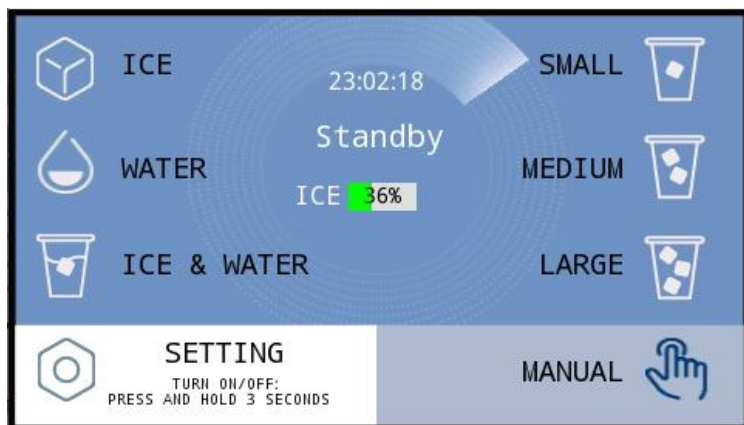 ICE
WATER
ICE & WATER
23:02:18
Standby
ICE 36%
SMALL
MEDIUM
LARGE
SETTING
TURN ON/OFF:
PRESS AND HOLD 3 SECONDS
MANUAL